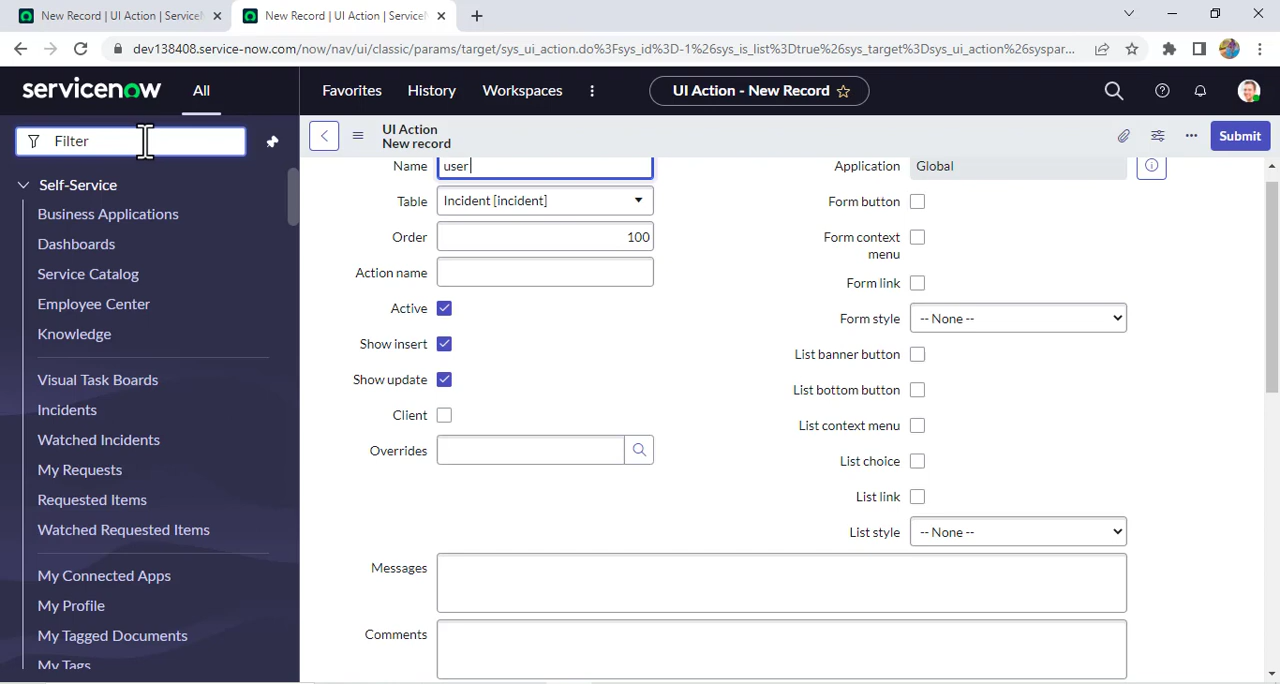 New Record | UI Action | Service
New Record | UI Action | Service
dev138408.service-now.com/now/nav/ui/classic/params/target/sys_ui_action.do%3Fsys_id%3D-1%26sys_is_list%3Dtrue%26sys_target%3Dsys_ui_action%26syspar...
servicenow
All
Favorites
History
Workspaces
UI Action - New Record
Filter
UI Action
New record
Submit
Self-Service
Business Applications
Dashboards
Service Catalog
Employee Center
Knowledge
Visual Task Boards
Incidents
Watched Incidents
My Requests
Requested Items
Watched Requested Items
My Connected Apps
My Profile
My Tagged Documents
My Tags
Name user
Table Incident [incident]
Order 100
Action name
Active
Show insert
Show update
Client
Overrides
Application Global
Form button
Form context
menu
Form link
Form style -- None --
List banner button
List bottom button
List context menu
List choice
List link
List style -- None --
Messages
Comments